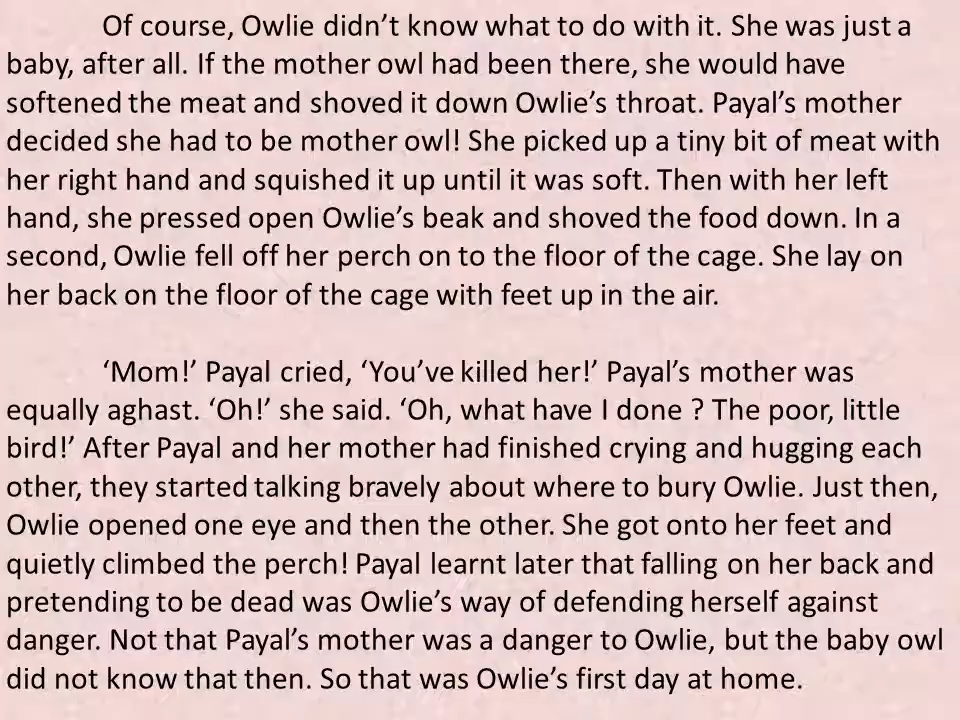 Of course, Owlie didn’t know what to do with it. She was just a
baby, after all. If the mother owl had been there, she would have
softened the meat and shoved it down Owlie’s throat. Payal’s mother
decided she had to be mother owl! She picked up a tiny bit of meat with
her right hand and squished it up until it was soft. Then with her left
hand, she pressed open Owlie’s beak and shoved the food down. In a
second, Owlie fell off her perch on to the floor of the cage. She lay on
her back on the floor of the cage with feet up in the air.
‘Mom!’ Payal cried, ‘You’ve killed her!’ Payal’s mother was
equally aghast. ‘Oh!’ she said. ‘Oh, what have I done ? The poor, little
bird!’ After Payal and her mother had finished crying and hugging each
other, they started talking bravely about where to bury Owlie. Just then,
Owlie opened one eye and then the other. She got onto her feet and
quietly climbed the perch! Payal learnt later that falling on her back and
pretending to be dead was Owlie’s way of defending herself against
danger. Not that Payal’s mother was a danger to Owlie, but the baby owl
did not know that then. So that was Owlie’s first day at home.